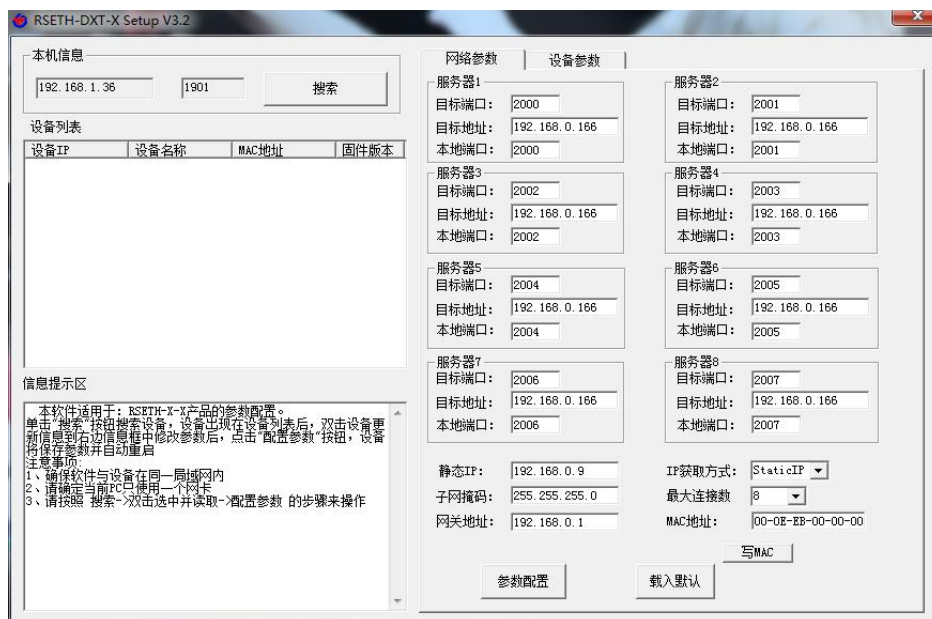 RSETH-DXT-X Setup V3.2
本机信息
192.168.1.36
1901
搜索
设备列表
设备IP
设备名称
MAC地址
固件版本
信息提示区
本软件适用于：RSETH-X-X产品的参数配置。
单击"搜索"按钮搜索设备，设备出现在设备列表后，双击设备更
新信息到右边信息框中修改参数后，点击"配置参数"按钮，设备
将保存参数并自动重启
注意事项:
1、确保软件与设备在同一局域网内
2、请确定当前PC只使用一个网卡
3、请按照 搜索->双击选中并读取->配置参数 的步骤来操作
网络参数
设备参数
服务器1
目标端口： 2000
目标地址： 192.168.0.166
本地端口： 2000
服务器2
目标端口： 2001
目标地址： 192.168.0.166
本地端口： 2001
服务器3
目标端口： 2002
目标地址： 192.168.0.166
本地端口： 2002
服务器4
目标端口： 2003
目标地址： 192.168.0.166
本地端口： 2003
服务器5
目标端口： 2004
目标地址： 192.168.0.166
本地端口： 2004
服务器6
目标端口： 2005
目标地址： 192.168.0.166
本地端口： 2005
服务器7
目标端口： 2006
目标地址： 192.168.0.166
本地端口： 2006
服务器8
目标端口： 2007
目标地址： 192.168.0.166
本地端口： 2007
静态IP： 192.168.0.9
IP获取方式： StaticIP
子网掩码： 255.255.255.0
最大连接数 8
网关地址： 192.168.0.1
MAC地址： 00-0E-EB-00-00-00
写MAC
参数配置
载入默认